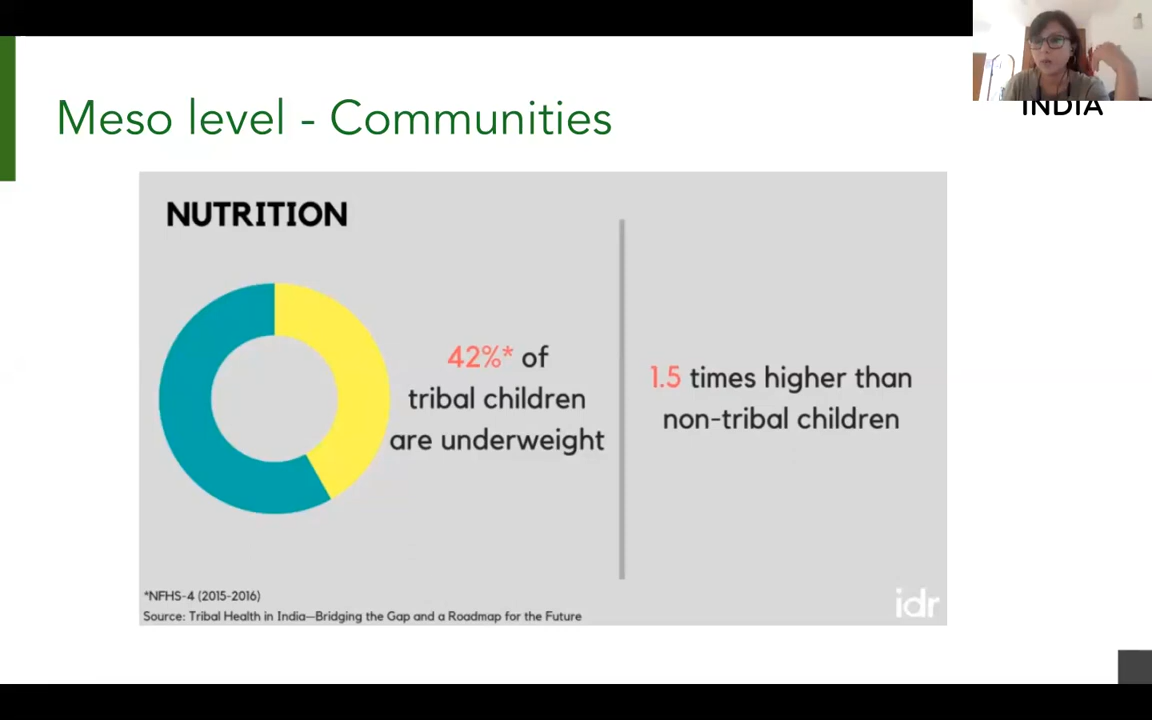 Meso level - Communities
INDIA
NUTRITION
42%* of
tribal children
are underweight
1.5 times higher than
non-tribal children
*NFHS-4 (2015-2016)
Source: Tribal Health in India—Bridging the Gap and a Roadmap for the Future
idr